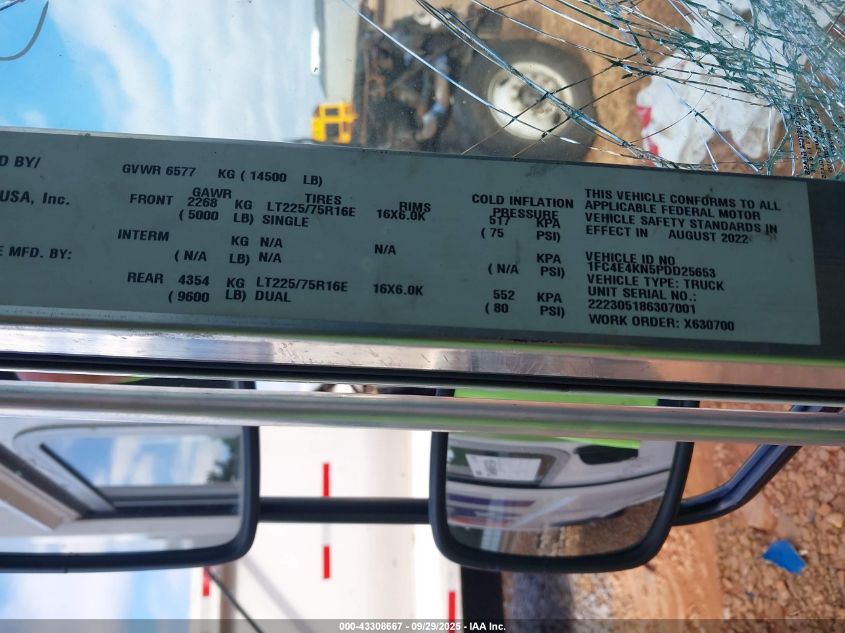 D BY/
USA, Inc.
E MFD. BY:
GVWR 6577 KG ( 14500 LB)
GAWR TIRES RIMS COLD INFLATION PRESSURE
FRONT 2268 KG LT225/75R16E 16X6.0K 517 KPA
( 5000 LB) SINGLE ( 75 PSI)
INTERM KG N/A N/A KPA
( N/A LB) ( N/A PSI)
REAR 4354 KG LT225/75R16E 16X6.0K 552 KPA
( 9600 LB) DUAL ( 80 PSI)
THIS VEHICLE CONFORMS TO ALL
APPLICABLE FEDERAL MOTOR
VEHICLE SAFETY STANDARDS IN
EFFECT IN AUGUST 2022
VEHICLE ID NO
1FC4E4KN5PDD25653
VEHICLE TYPE: TRUCK
UNIT SERIAL NO.:
222305186307001
WORK ORDER: X630700
000-43308667 - 09/29/2025 - IAA Inc.